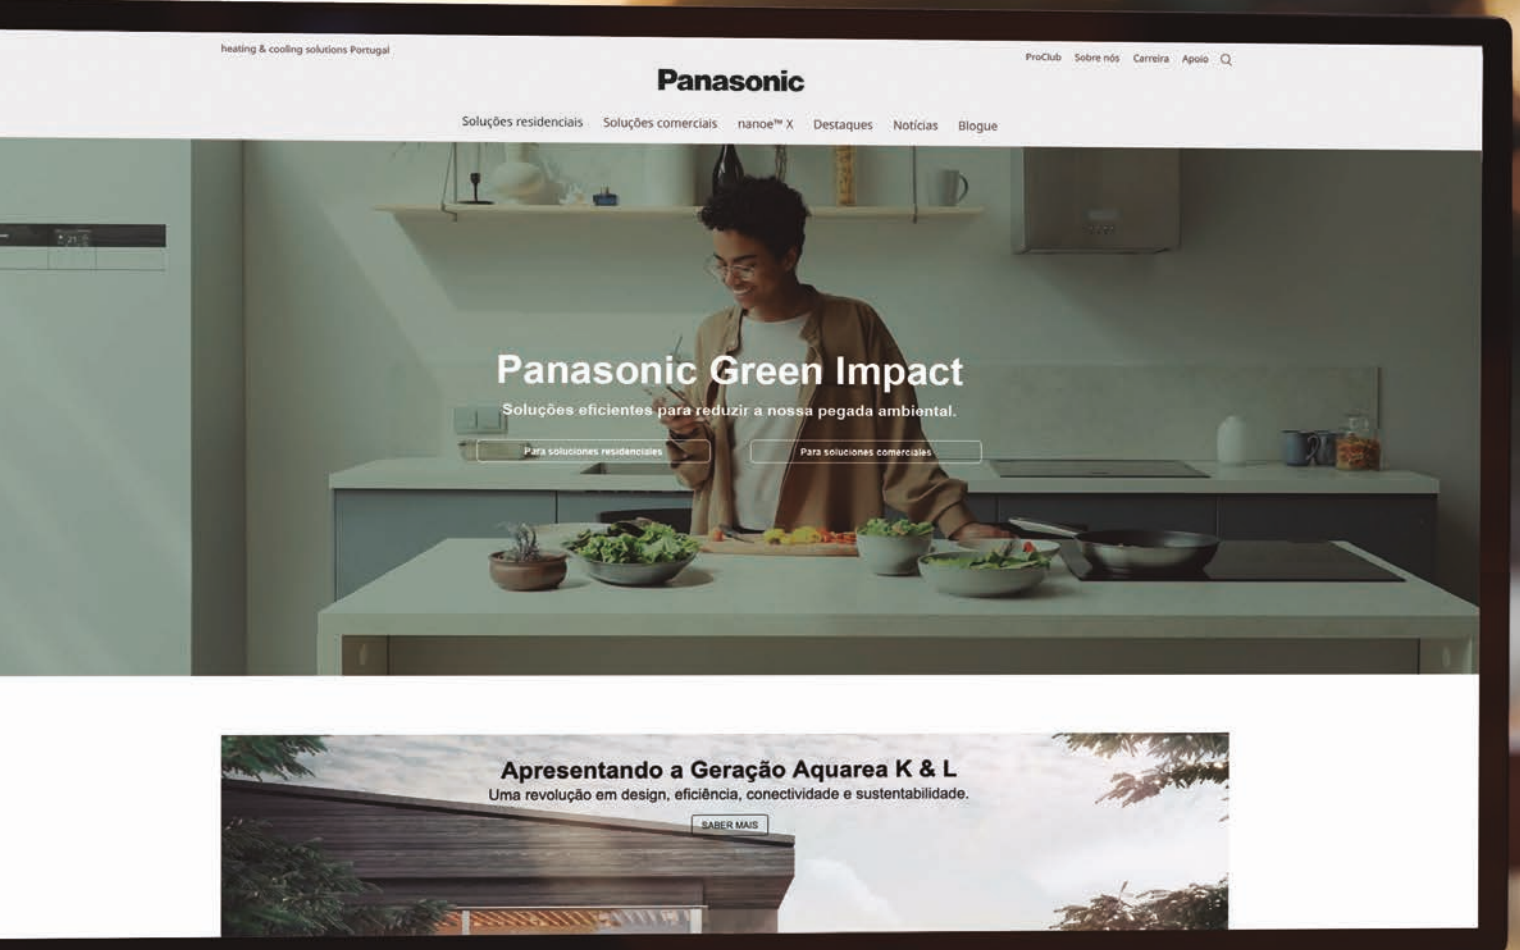 heating & cooling solutions Portugal
ProClub Sobre nós Carreira Apoio
Panasonic
Soluções residenciais Soluções comerciais nanoe™ X Destaques Notícias Blogue
Panasonic Green Impact
Soluções eficientes para reduzir a nossa pegada ambiental.
Para soluciones residenciales Para soluciones comerciales
Apresentando a Geração Aquarea K & L
Uma revolução em design, eficiência, conectividade e sustentabilidade.
SABER MAIS